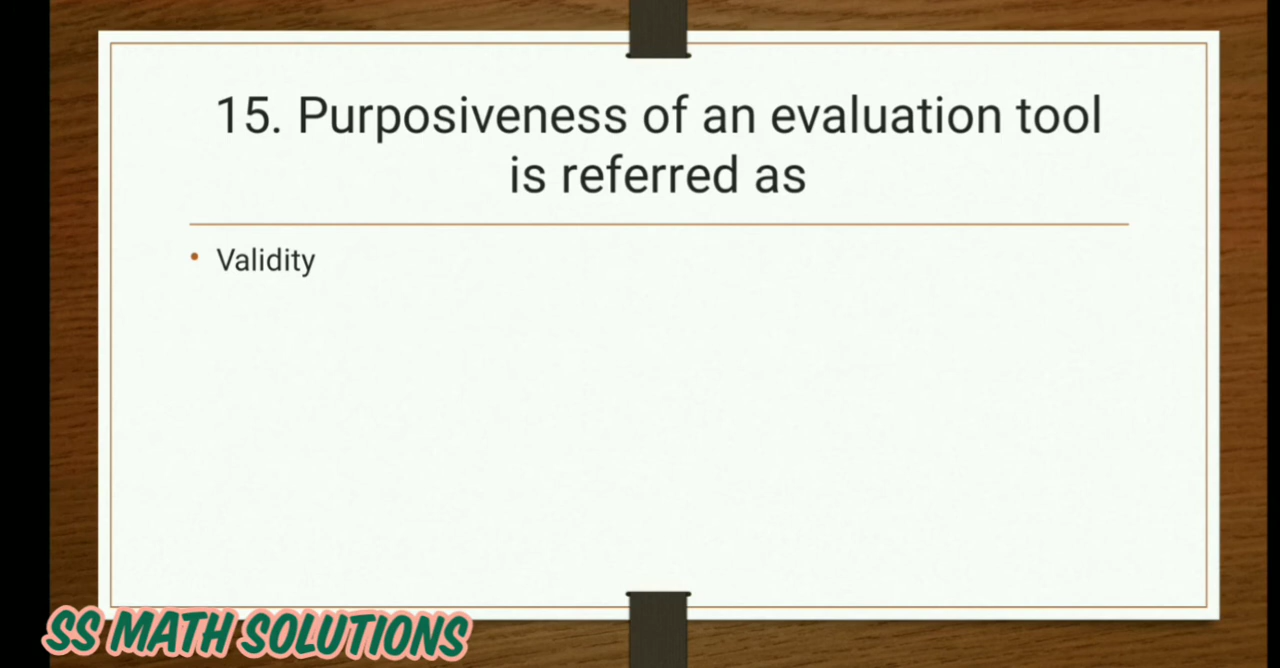 15. Purposiveness of an evaluation tool
is referred as
• Validity
SS MATH SOLUTIONS